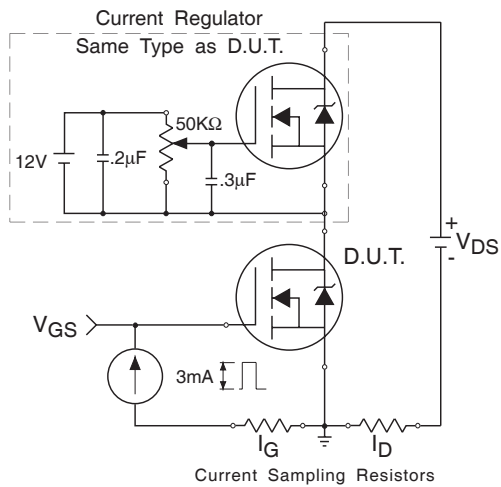 Current Regulator
Same Type as D.U.T.
50KΩ
12V
.2μF
.3μF
+
VDS
-
D.U.T.
VGS
3mA
IG
ID
Current Sampling Resistors